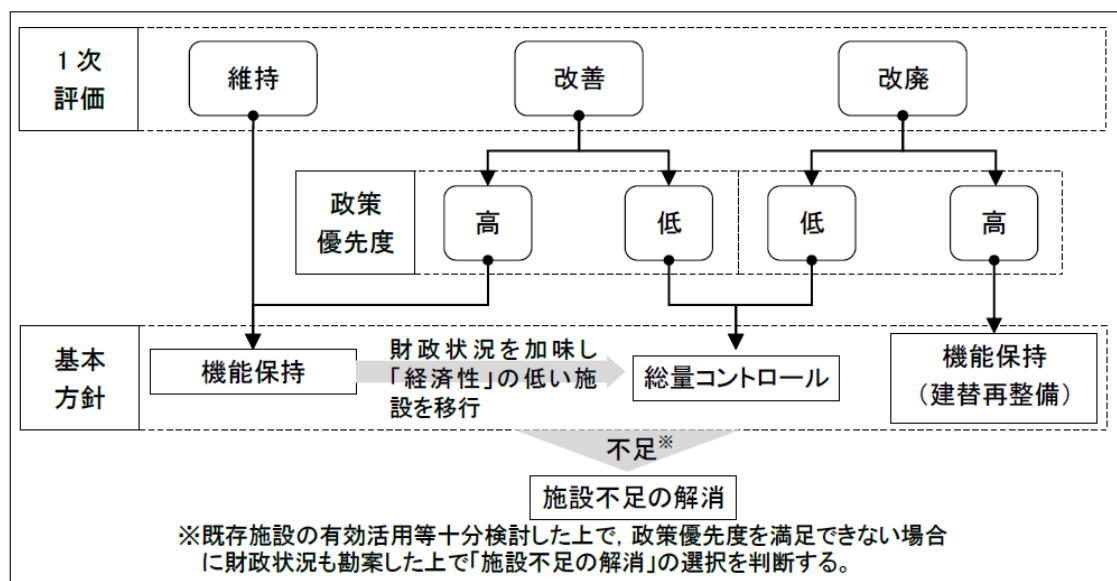 1次
評価
維持
改善
改廃
政策
優先度
高
低
低
高
基本
方針
機能保持
財政状況を加味し
「経済性」の低い施
設を移行
総量コントロール
機能保持
（建替再整備）
不足※
施設不足の解消
※既存施設の有効活用等十分検討した上で，政策優先度を満足できない場合
に財政状況も勘案した上で「施設不足の解消」の選択を判断する。